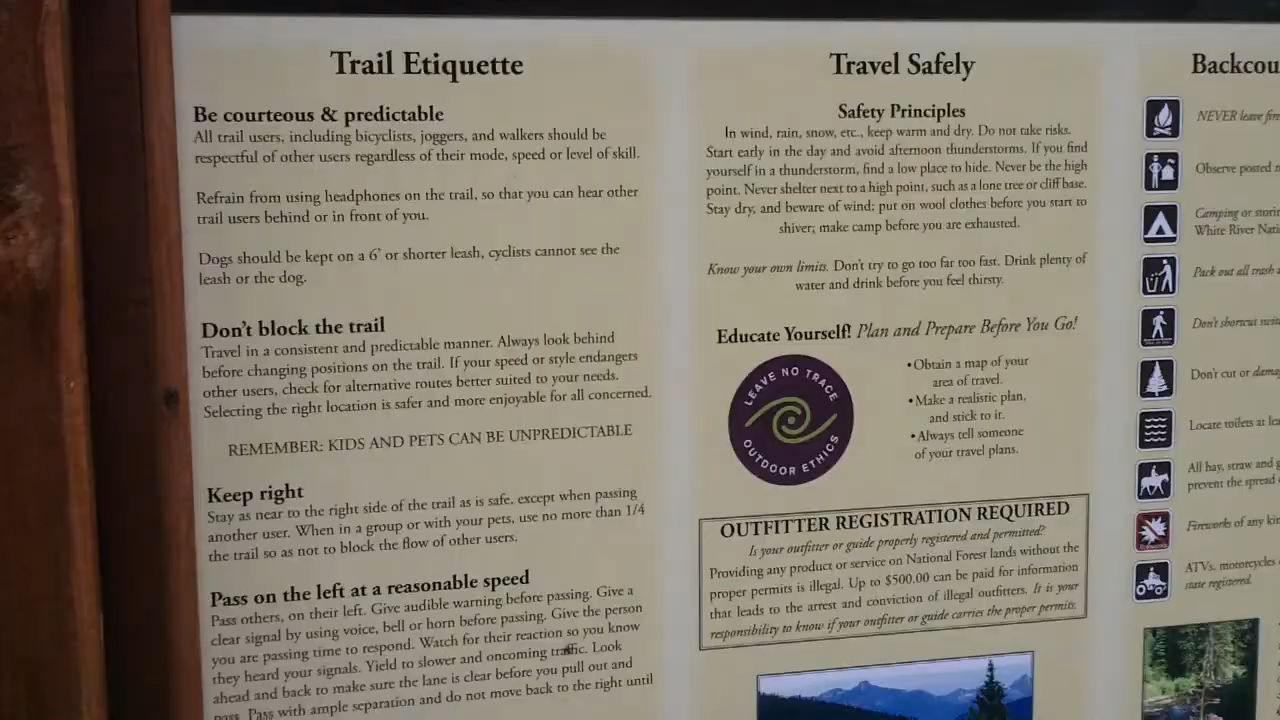 Trail Etiquette
Be courteous & predictable
All trail users, including bicyclists, joggers, and walkers should be
respectful of other users regardless of their mode, speed or level of skill.
Refrain from using headphones on the trail, so that you can hear other
trail users behind or in front of you.
Dogs should be kept on a 6' or shorter leash, cyclists cannot see the
leash or the dog.
Don't block the trail
Travel in a consistent and predictable manner. Always look behind
before changing positions on the trail. If your speed or style endangers
other users, check for alternative routes better suited to your needs.
Selecting the right location is safer and more enjoyable for all concerned.
REMEMBER: KIDS AND PETS CAN BE UNPREDICTABLE
Keep right
Stay as near to the right side of the trail as is safe, except when passing
another user. When in a group or with your pets, use no more than 1/4
the trail so as not to block the flow of other users.
Pass on the left at a reasonable speed
Pass others, on their left. Give audible warning before passing. Give a
clear signal by using voice, bell or horn before passing. Give the person
you are passing time to respond. Watch for their reaction so you know
they heard your signals. Yield to slower and oncoming traffic. Look
ahead and back to make sure the lane is clear before you pull out and
pass. Pass with ample separation and do not move back to the right until
Travel Safely
Safety Principles
In wind, rain, snow, etc., keep warm and dry. Do not take risks.
Start early in the day and avoid afternoon thunderstorms. If you find
yourself in a thunderstorm, find a low place to hide. Never be the high
point. Never shelter next to a high point, such as a lone tree or cliff base.
Stay dry, and beware of wind; put on wool clothes before you start to
shiver; make camp before you are exhausted.
Know your own limits. Don't try to go too far too fast. Drink plenty of
water and drink before you feel thirsty.
Educate Yourself! Plan and Prepare Before You Go!
LEAVE NO TRACE
OUTDOOR ETHICS
•Obtain a map of your
area of travel.
•Make a realistic plan,
and stick to it.
•Always tell someone
of your travel plans.
OUTFITTER REGISTRATION REQUIRED
Is your outfitter or guide properly registered and permitted?
Providing any product or service on National Forest lands without the
proper permits is illegal. Up to $500.00 can be paid for information
that leads to the arrest and conviction of illegal outfitters. It is your
responsibility to know if your outfitter or guide carries the proper permits.
Backcou
NEVER leave fire
Observe posted
Camping or stori
White River Nati
Pack out all trash
Don't shortcut swit
Don't cut or dama
Locate toilets at lea
All hay, straw and g
prevent the spread
Fireworks of any ki
ATVs, motorcycles
state registered.